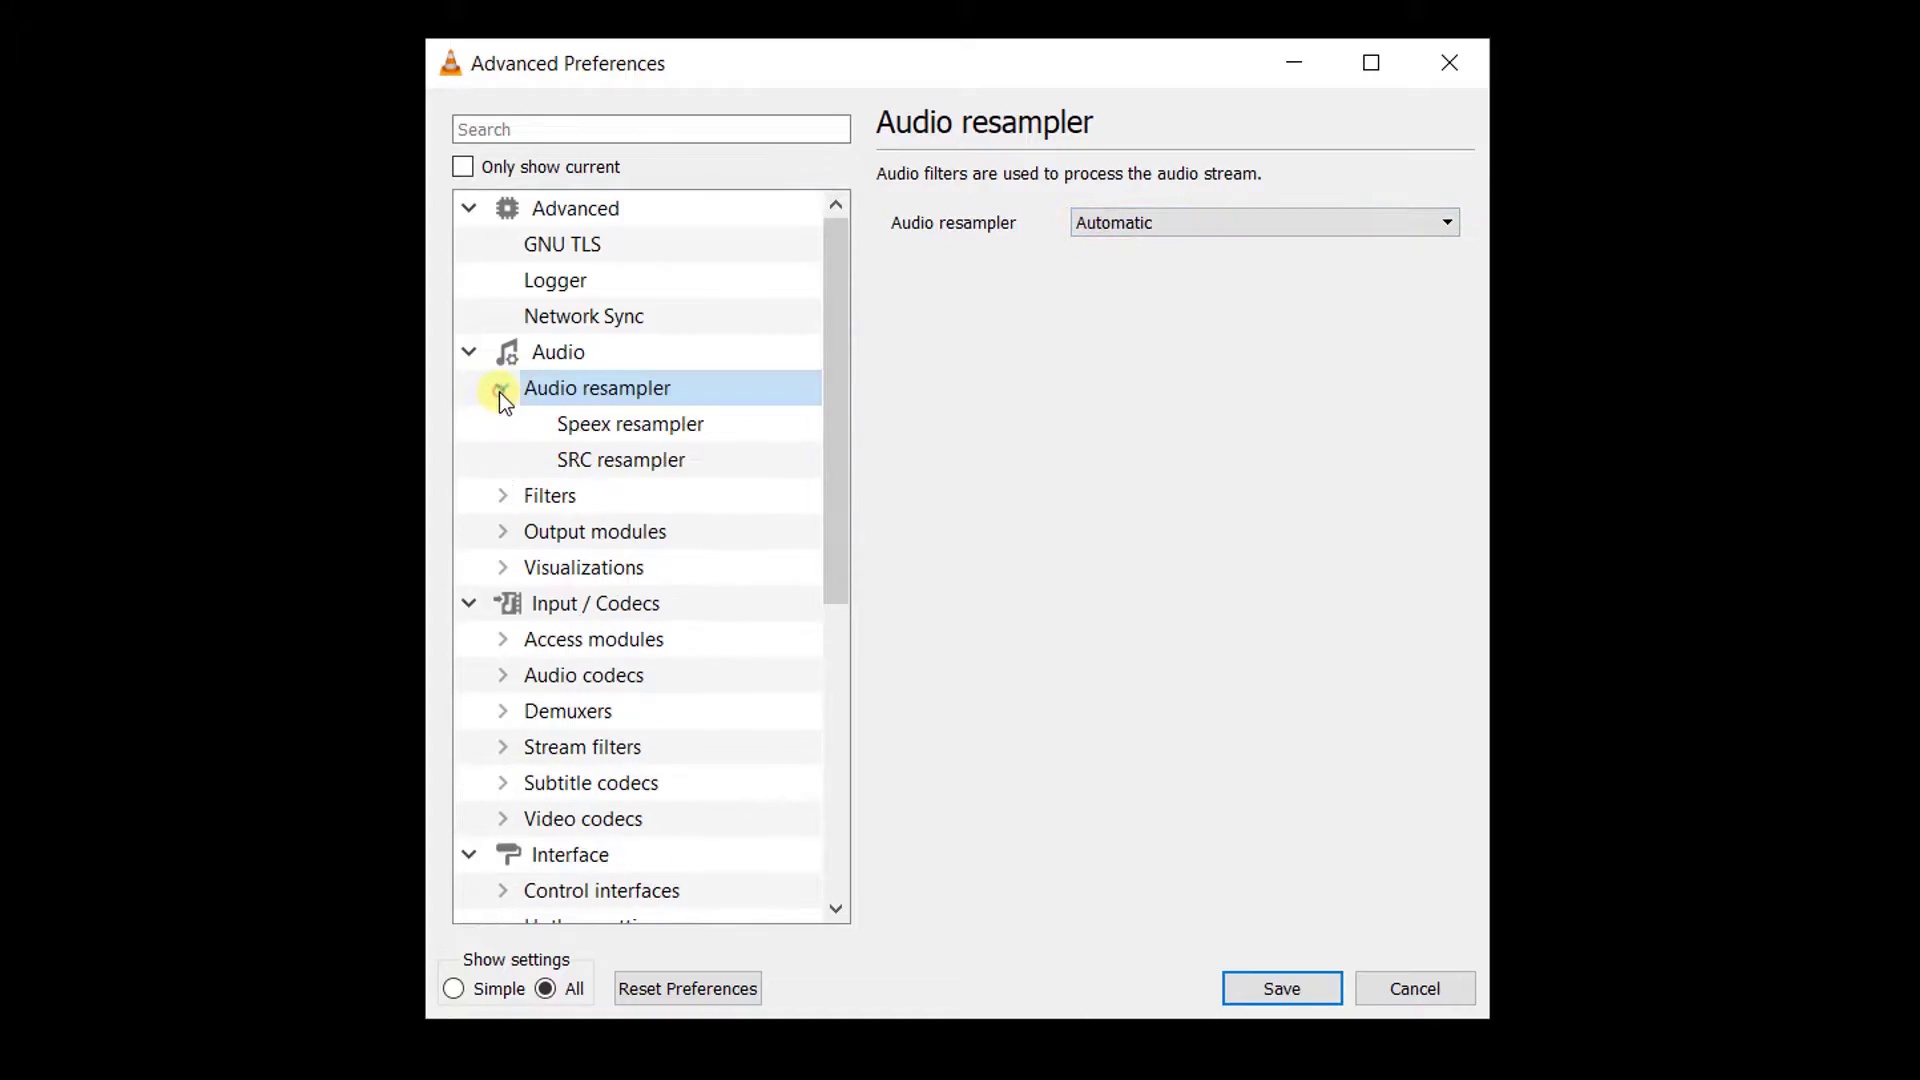 Advanced Preferences
Search
Only show current
Advanced
GNU TLS
Logger
Network Sync
Audio
Audio resampler
Speex resampler
SRC resampler
Filters
Output modules
Visualizations
Input / Codecs
Access modules
Audio codecs
Demuxers
Stream filters
Subtitle codecs
Video codecs
Interface
Control interfaces
Show settings
Simple
All
Reset Preferences
Audio resampler
Audio filters are used to process the audio stream.
Audio resampler
Automatic
Save
Cancel